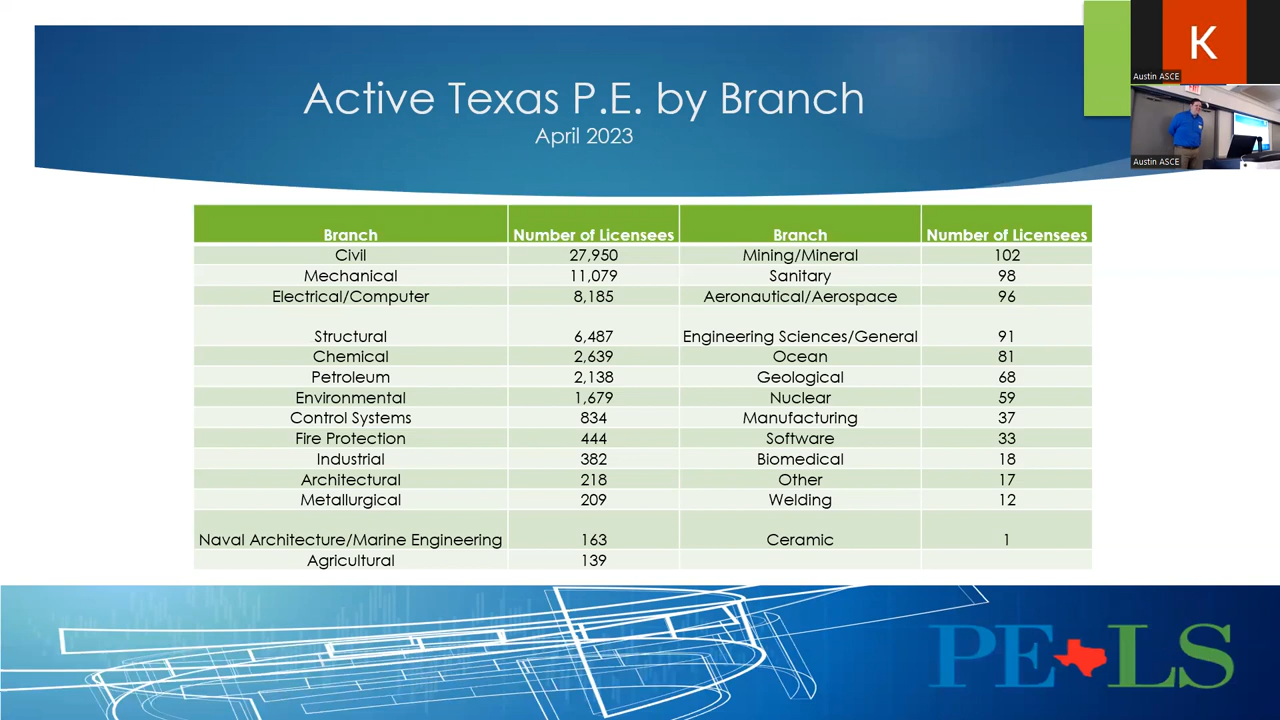 Active Texas P.E. by Branch
April 2023
K
Austin ASCE
Austin ASCE
Branch Number of Licensees Branch Number of Licensees
Civil 27,950 Mining/Mineral 102
Mechanical 11,079 Sanitary 98
Electrical/Computer 8,185 Aeronautical/Aerospace 96
Structural 6,487 Engineering Sciences/General 91
Chemical 2,639 Ocean 81
Petroleum 2,138 Geological 68
Environmental 1,679 Nuclear 59
Control Systems 834 Manufacturing 37
Fire Protection 444 Software 33
Industrial 382 Biomedical 18
Architectural 218 Other 17
Metallurgical 209 Welding 12
Naval Architecture/Marine Engineering 163 Ceramic 1
Agricultural 139
PE LS